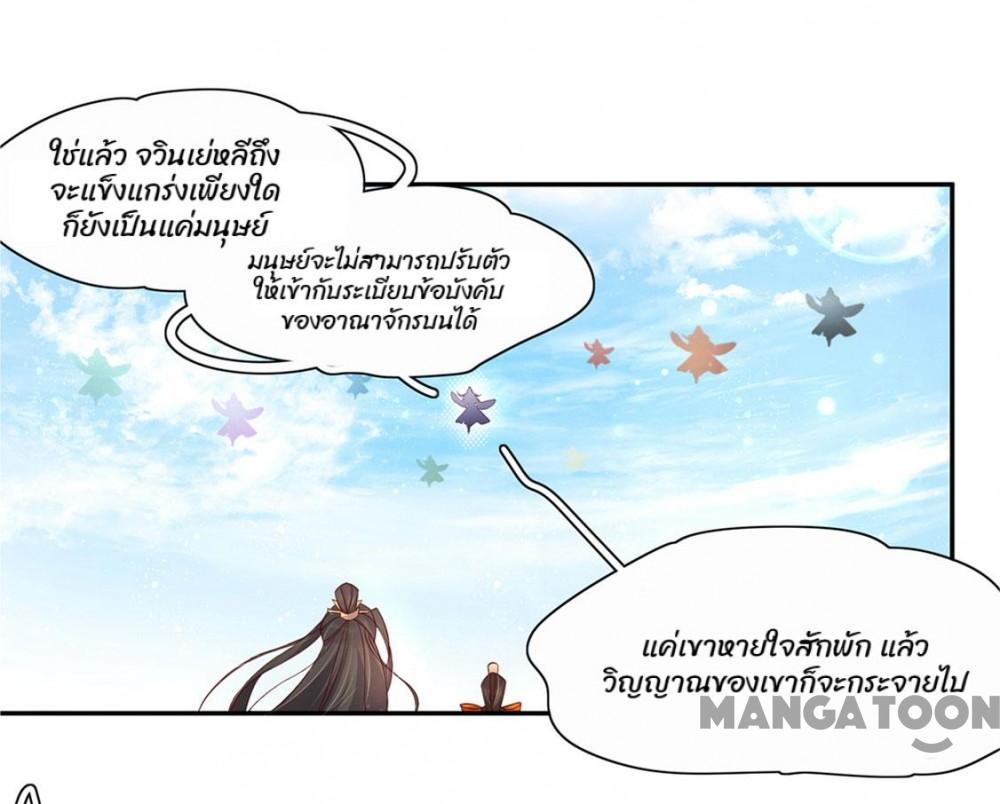 ใช่แล้ว จวินเย่หลีถึง
จะแข็งแกร่งเพียงใด
ก็ยังเป็นแค่มนุษย์
มนุษย์จะไม่สามารถปรับตัว
ให้เข้ากับระเบียบข้อบังคับ
ของอาณาจักรบนได้
แค่เขาหายใจสักพัก แล้ว
วิญญาณของเขาก็จะกระจายไป
MANGATOON